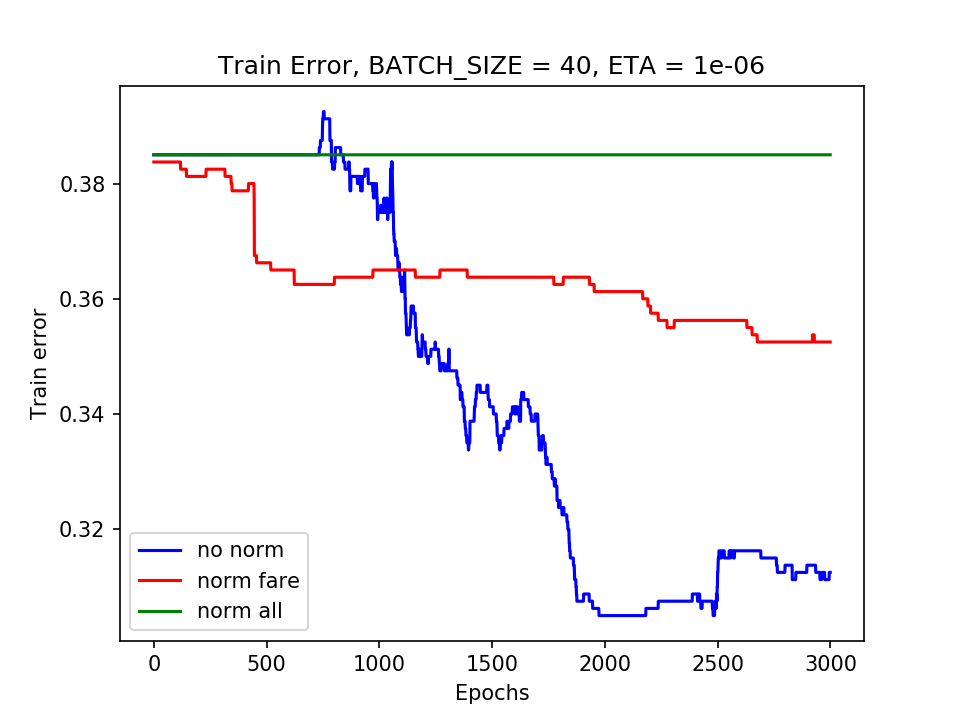 Train Error, BATCH_SIZE = 40, ETA = 1e-06
Train error
0.38
0.36
0.34
0.32
no norm
norm fare
norm all
0 500 1000 1500 2000 2500 3000
Epochs